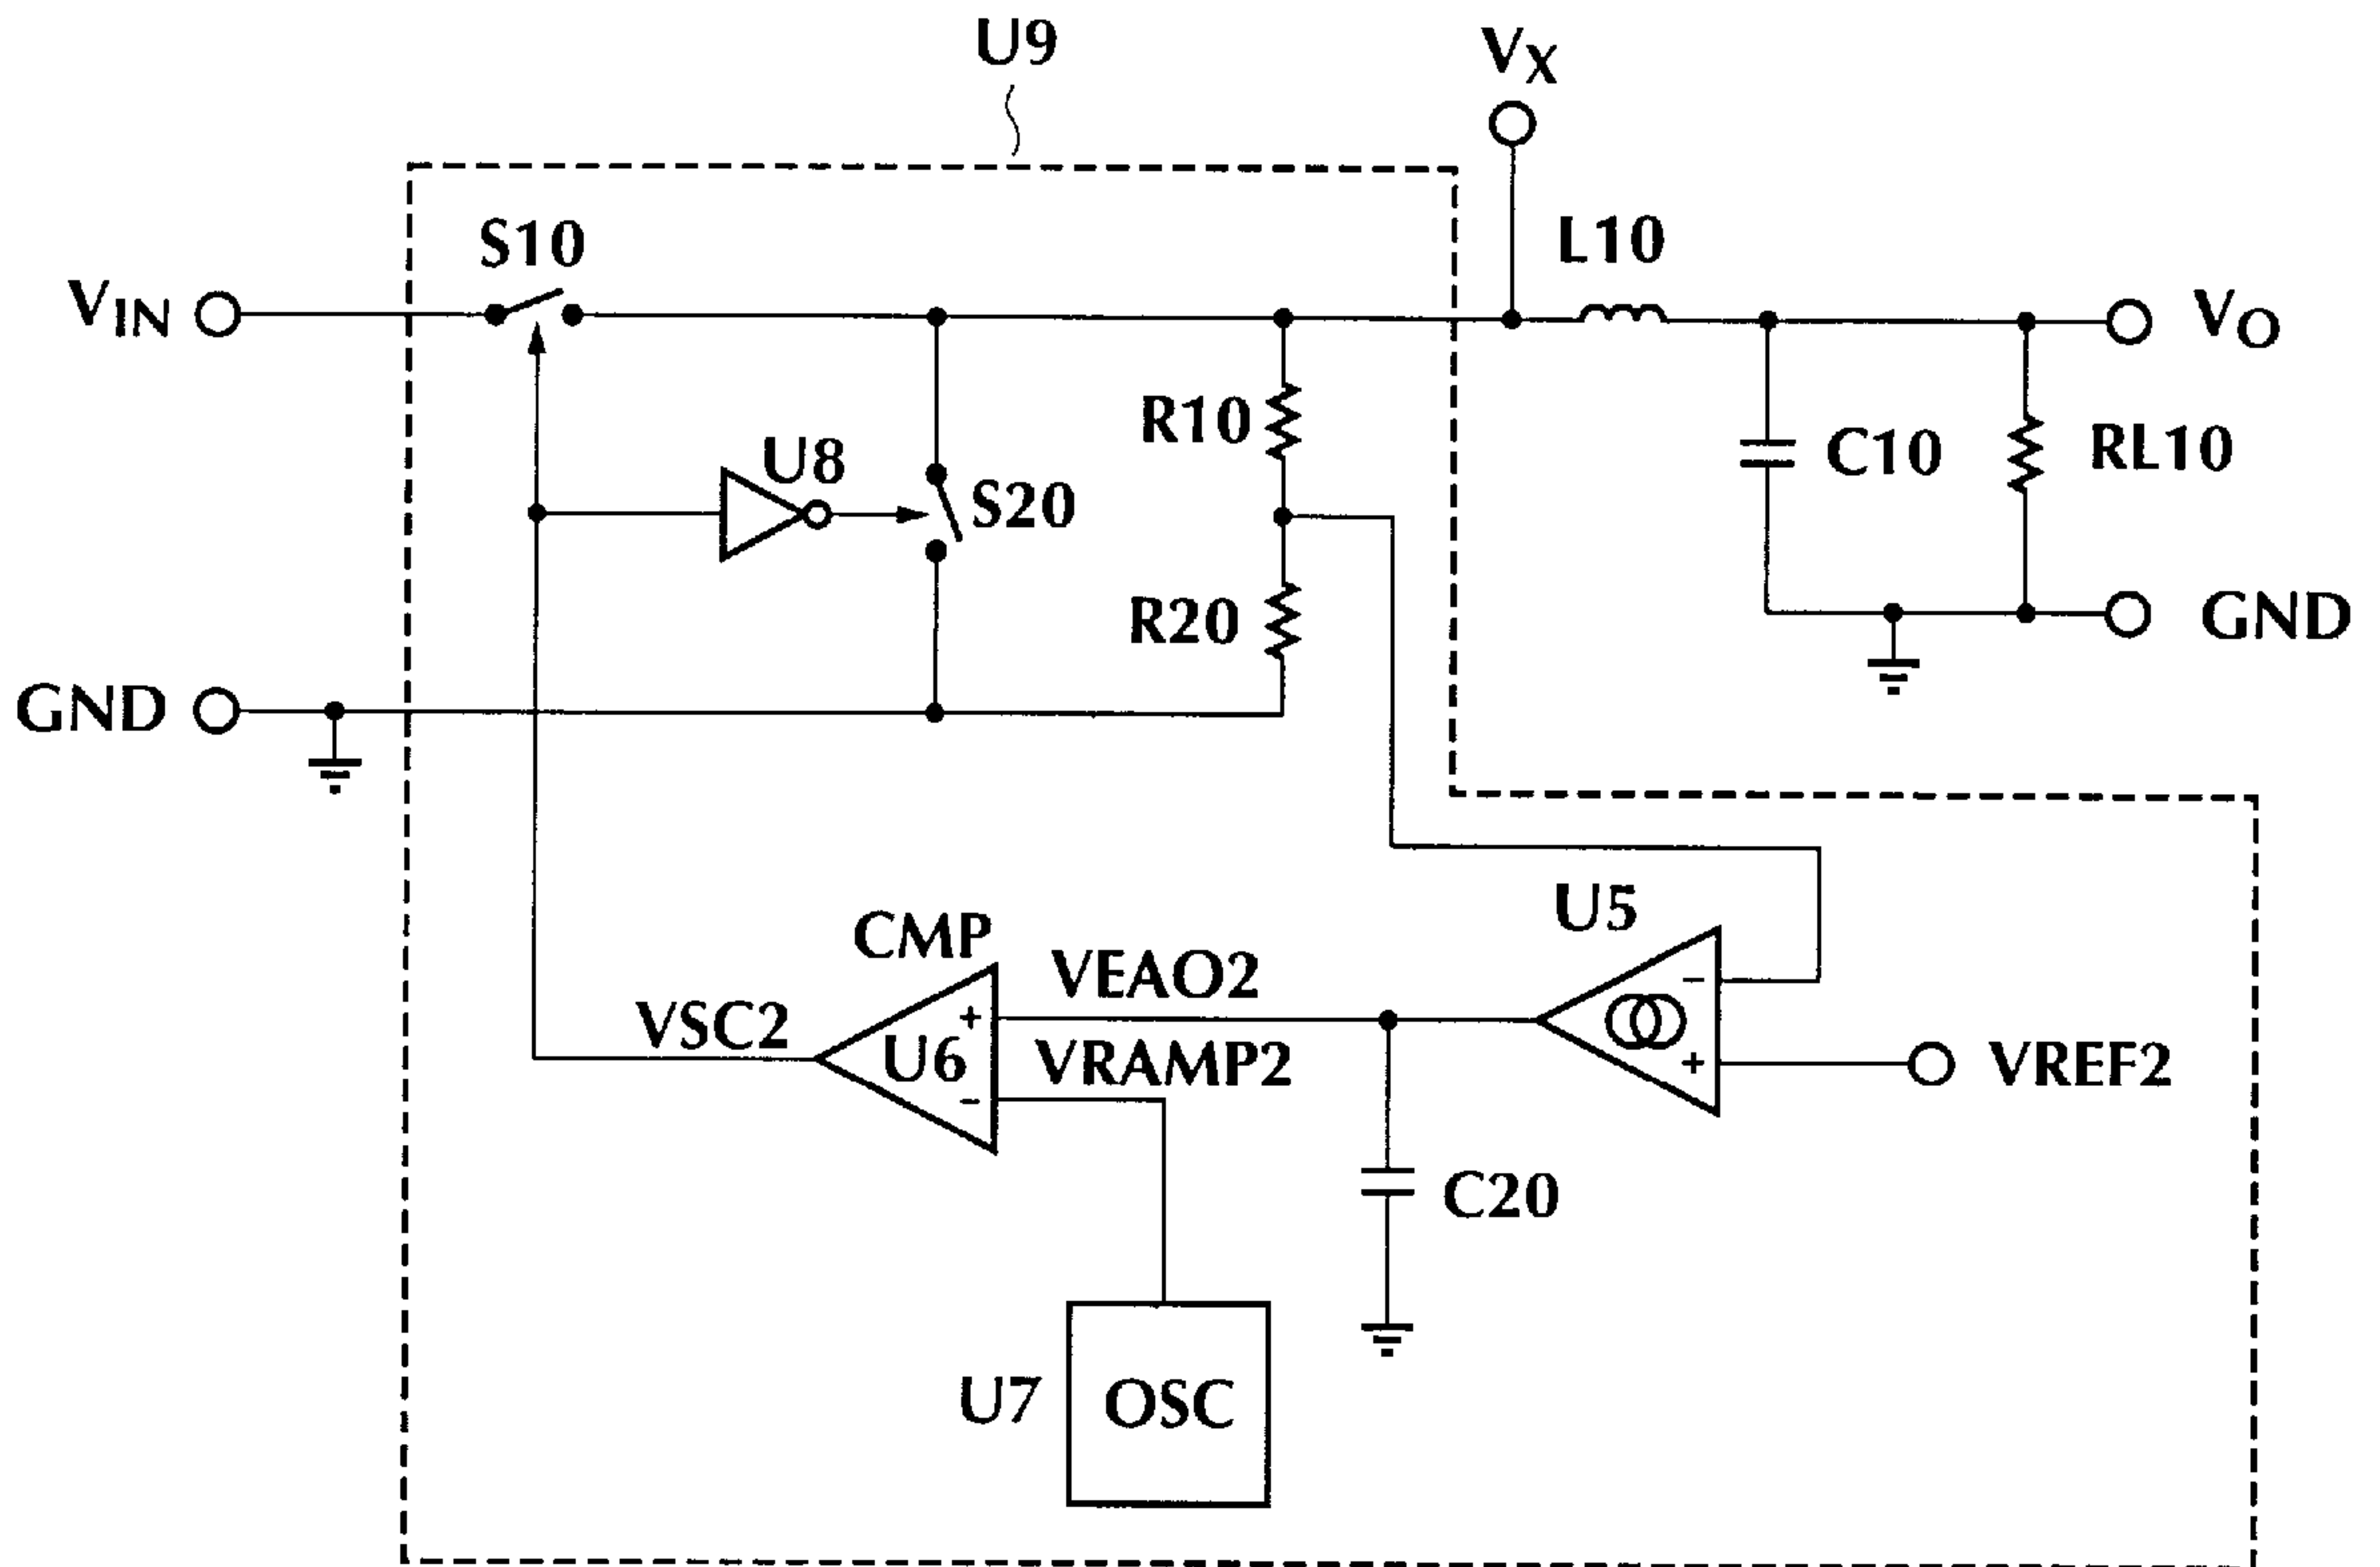 U9
VX
S10
L10
VIN
VO
R10
U8
C10
RL10
S20
R20
GND
GND
U5
CMP
VEAO2
−
VSC2
+
U6
VRAMP2
+
VREF2
−
C20
U7
OSC